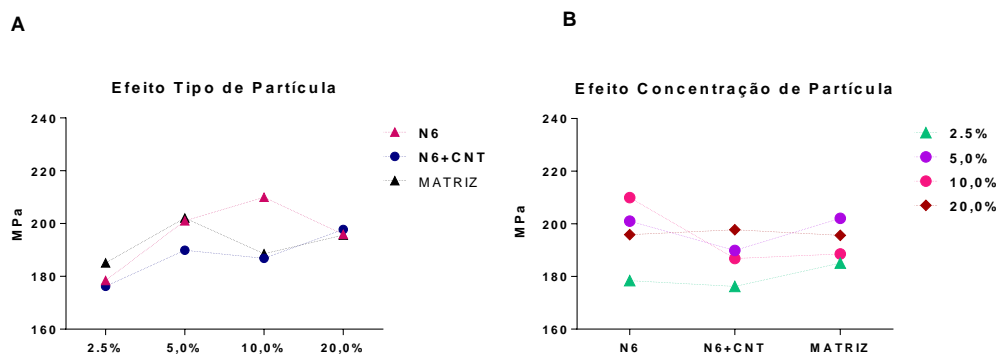 A
Efeito Tipo de Partícula
MPa
240
220
200
180
160
2.5%
5,0%
10,0%
20,0%
N6
N6+CNT
MATRIZ
B
Efeito Concentração de Partícula
MPa
240
220
200
180
160
N6
N6+CNT
MATRIZ
2.5%
5,0%
10,0%
20,0%